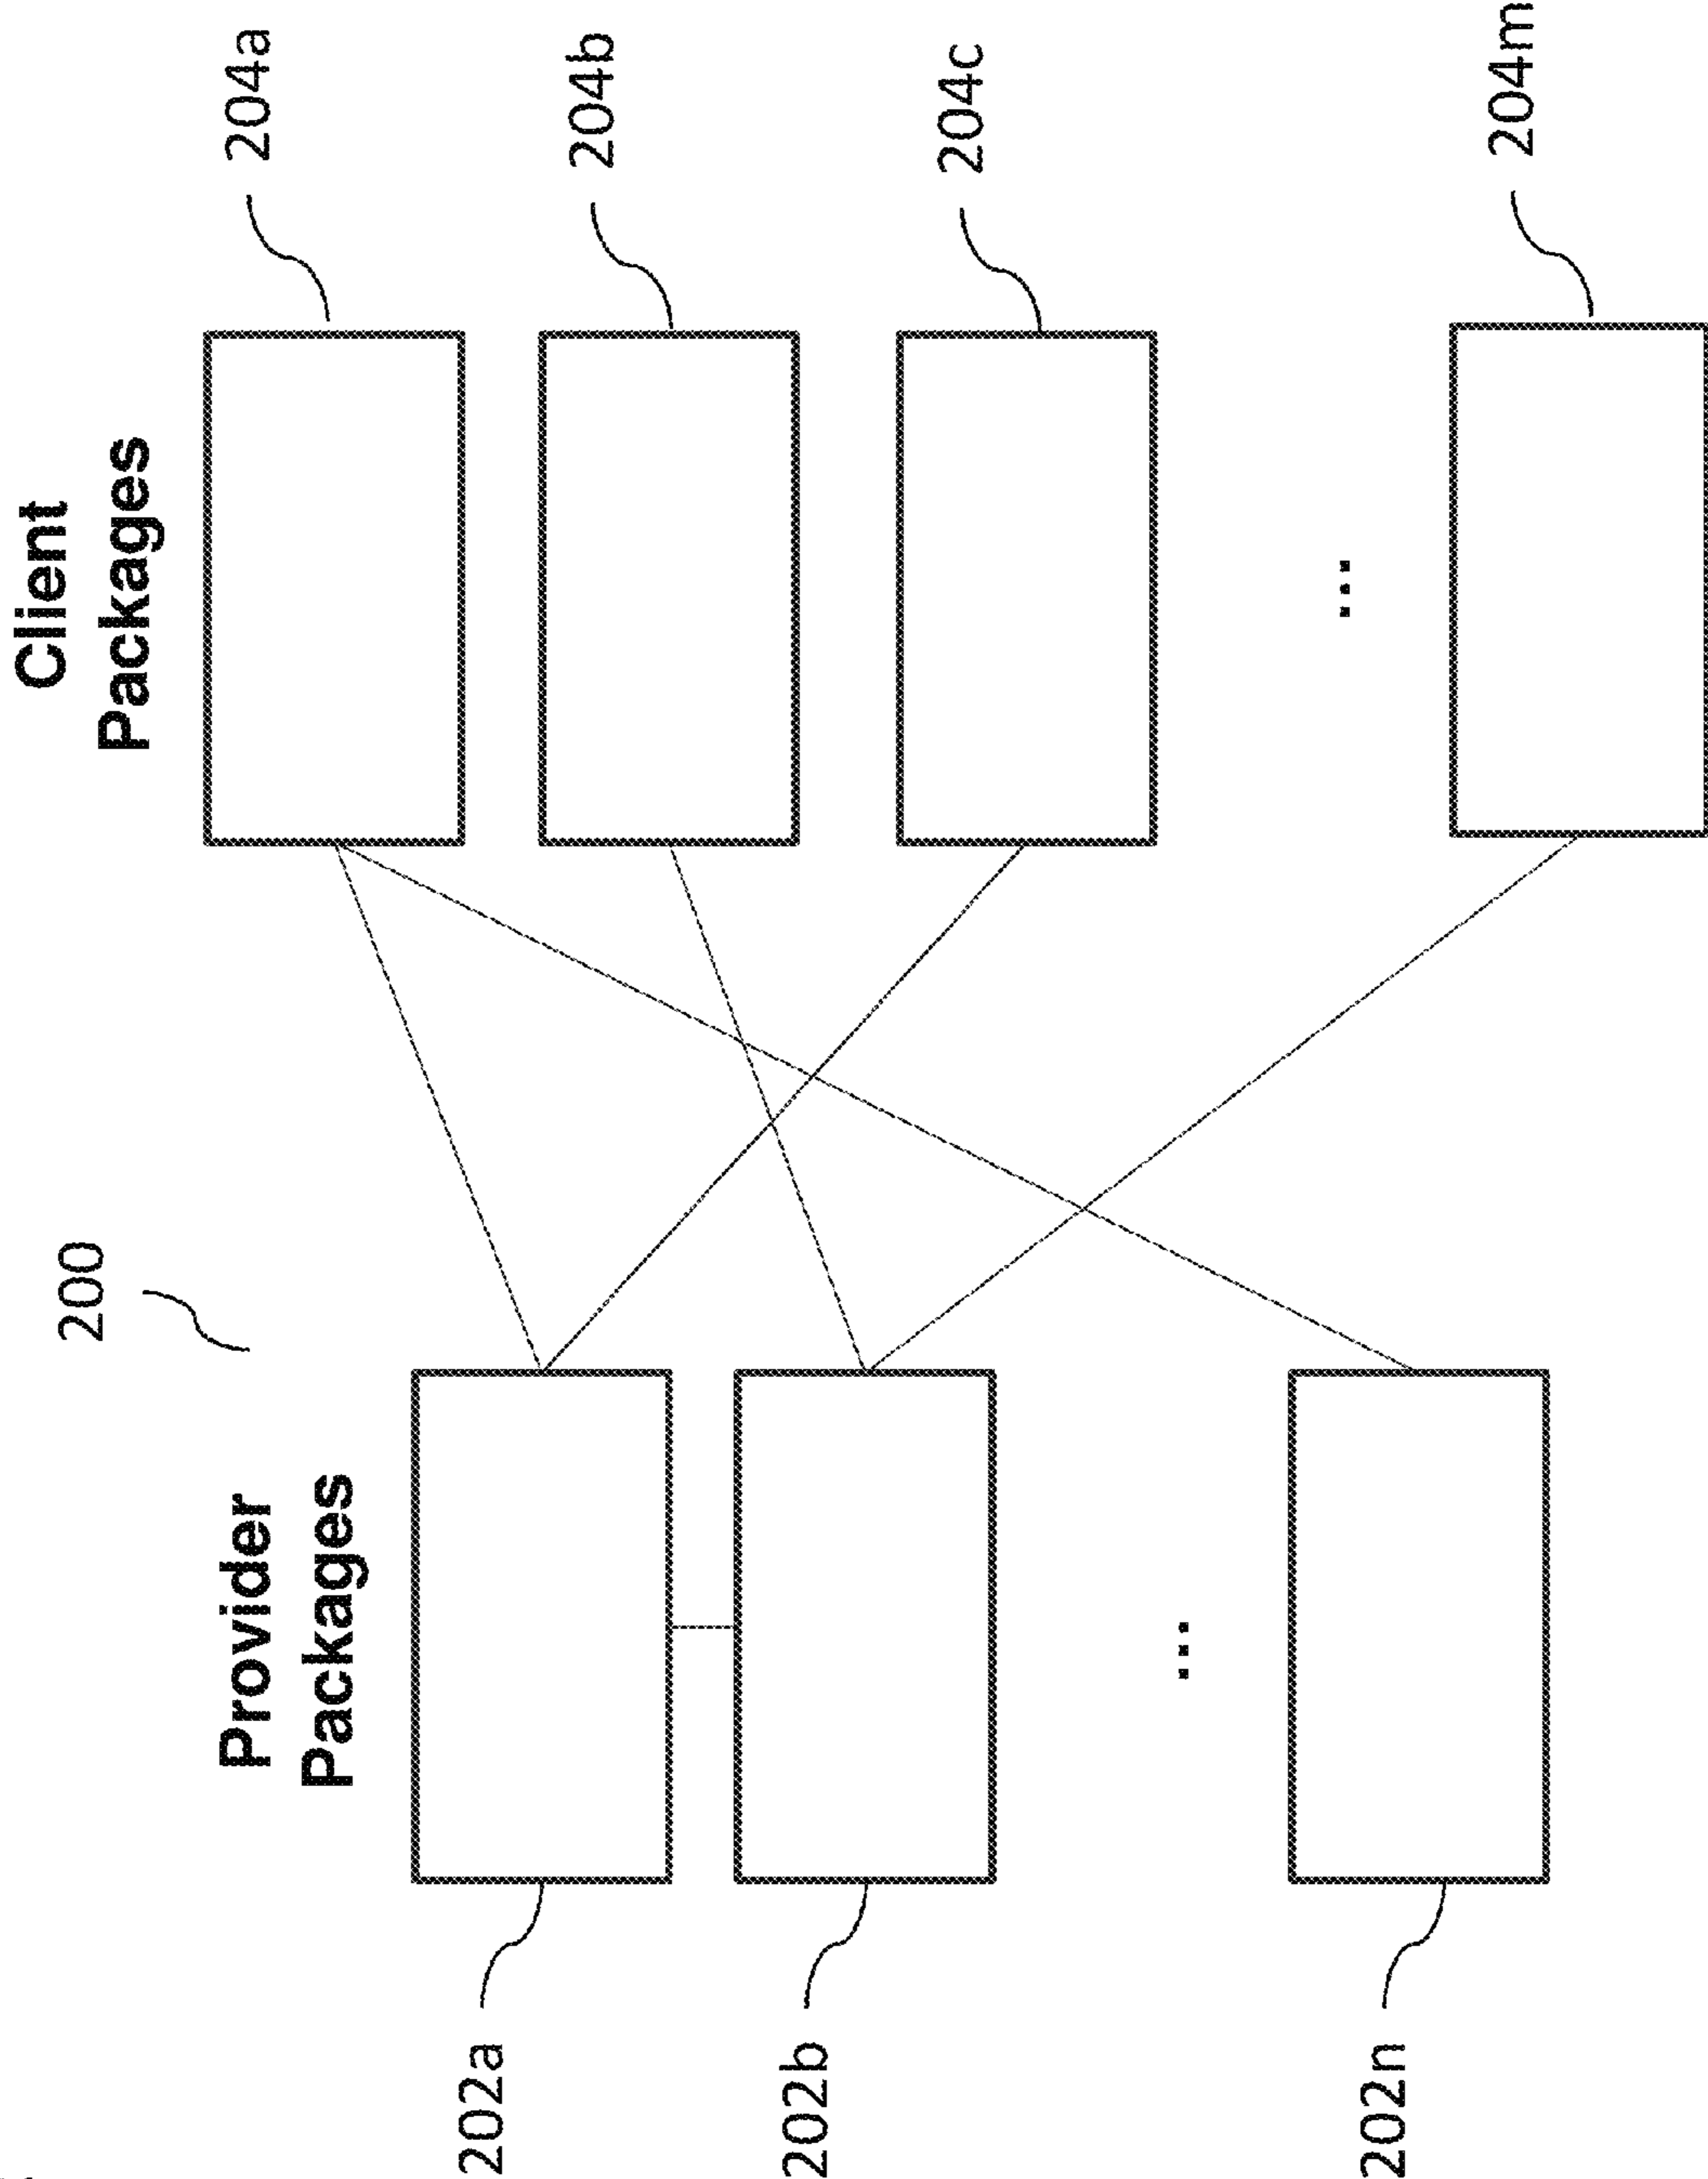 200
Provider
Packages
Client
Packages
202a
202b
...
202n
204a
204b
204c
...
204m